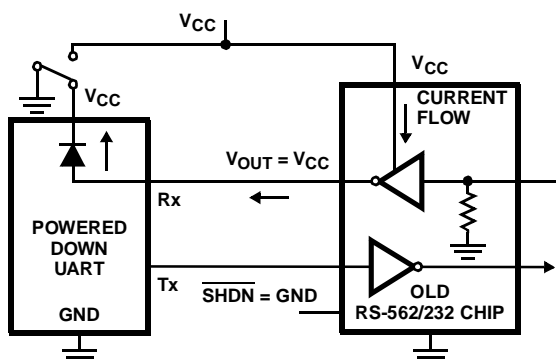 VCC
VCC
VCC
CURRENT
FLOW
VOUT = VCC
Rx
POWERED
DOWN
UART
Tx
SHDN = GND
OLD
RS-562/232 CHIP
GND